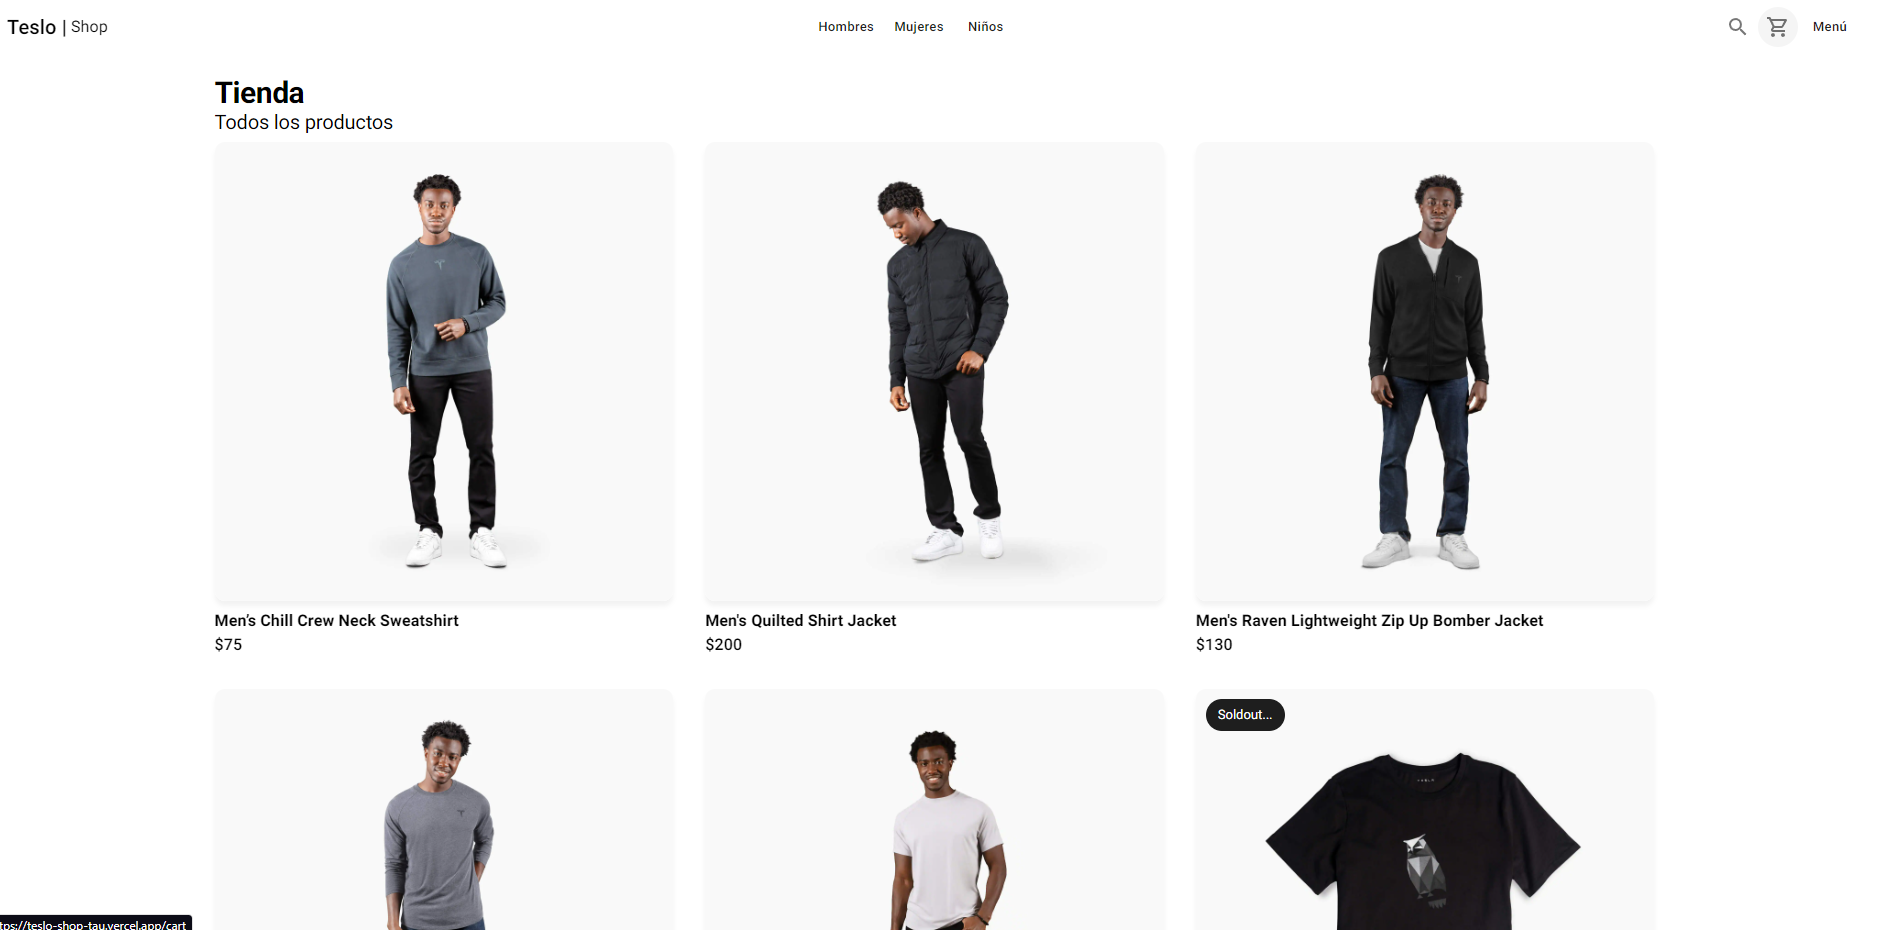 Teslo | Shop
Hombres Mujeres Niños
Menú
Tienda
Todos los productos
Men's Chill Crew Neck Sweatshirt
$75
Men's Quilted Shirt Jacket
$200
Men's Raven Lightweight Zip Up Bomber Jacket
$130
Soldout...
tps://teslo-shop-tau.vercel.app/cart